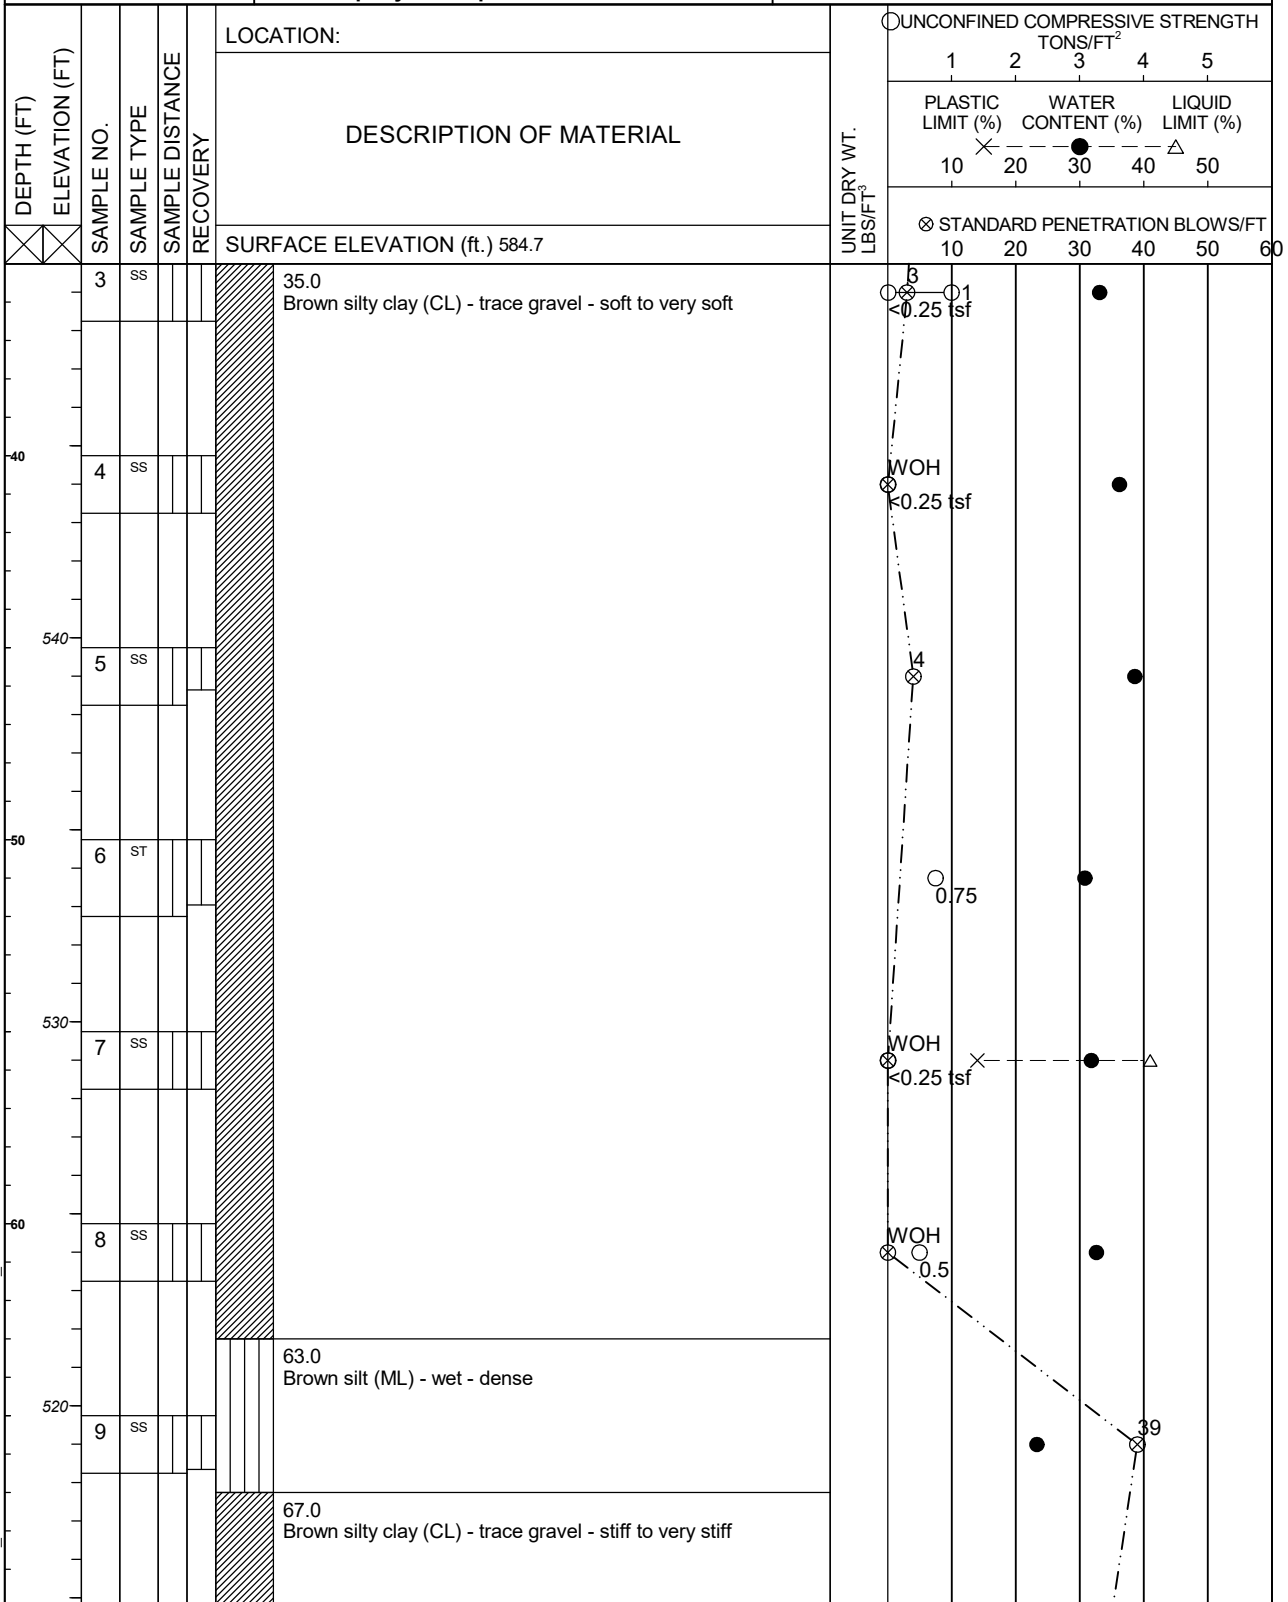 LOCATION:
DEPTH (FT)
ELEVATION (FT)
SAMPLE NO.
SAMPLE TYPE
SAMPLE DISTANCE
RECOVERY
DESCRIPTION OF MATERIAL
SURFACE ELEVATION (ft.) 584.7
UNIT DRY WT.
LBS/FT³
UNCONFINED COMPRESSIVE STRENGTH
TONS/FT²
1 2 3 4 5
PLASTIC LIMIT (%)
WATER CONTENT (%)
LIQUID LIMIT (%)
10 20 30 40 50
STANDARD PENETRATION BLOWS/FT
10 20 30 40 50 60
3 SS
35.0
Brown silty clay (CL) - trace gravel - soft to very soft
3
1
<0.25 tsf
40
4 SS
WOH
<0.25 tsf
540
5 SS
4
50
6 ST
0.75
530
7 SS
WOH
<0.25 tsf
60
8 SS
WOH
0.5
63.0
Brown silt (ML) - wet - dense
520
9 SS
39
67.0
Brown silty clay (CL) - trace gravel - stiff to very stiff